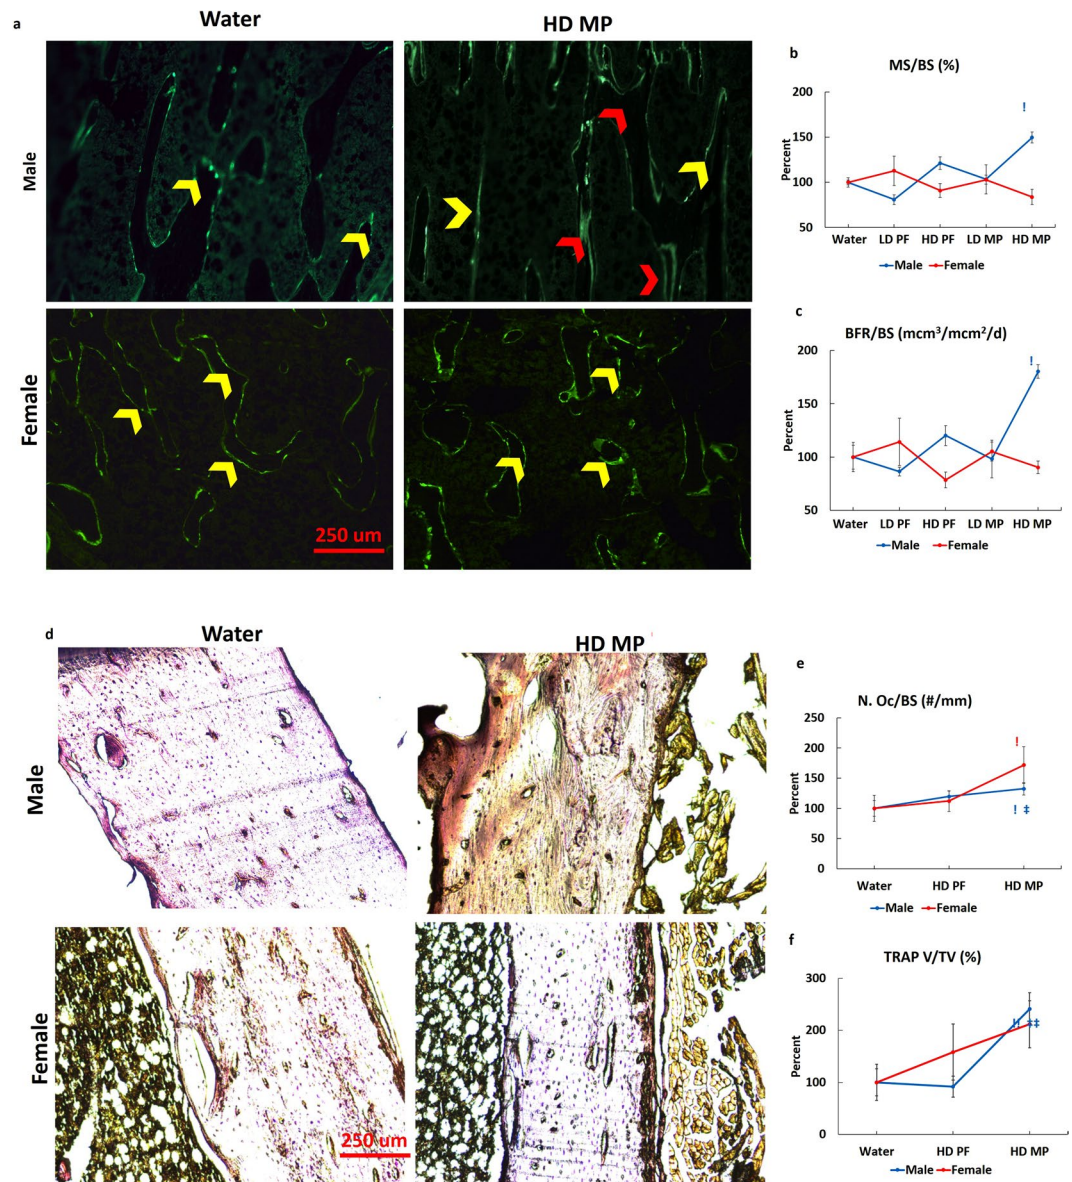 a
Water
HD MP
Male
Female
250 um
b
MS/BS (%)
!
200
150
100
50
Percent
Water LD PF HD PF LD MP HD MP
Male Female
c
BFR/BS (mcm³/mcm²/d)
!
200
150
100
50
Percent
Water LD PF HD PF LD MP HD MP
Male Female
d
Water
HD MP
Male
Female
250 um
e
N. Oc/BS (#/mm)
!
250
200
150
100
50
0
Percent
! ‡
Water HD PF HD MP
Male Female
f
TRAP V/TV (%)
300
200
100
0
Percent
Water HD PF HD MP
Male Female